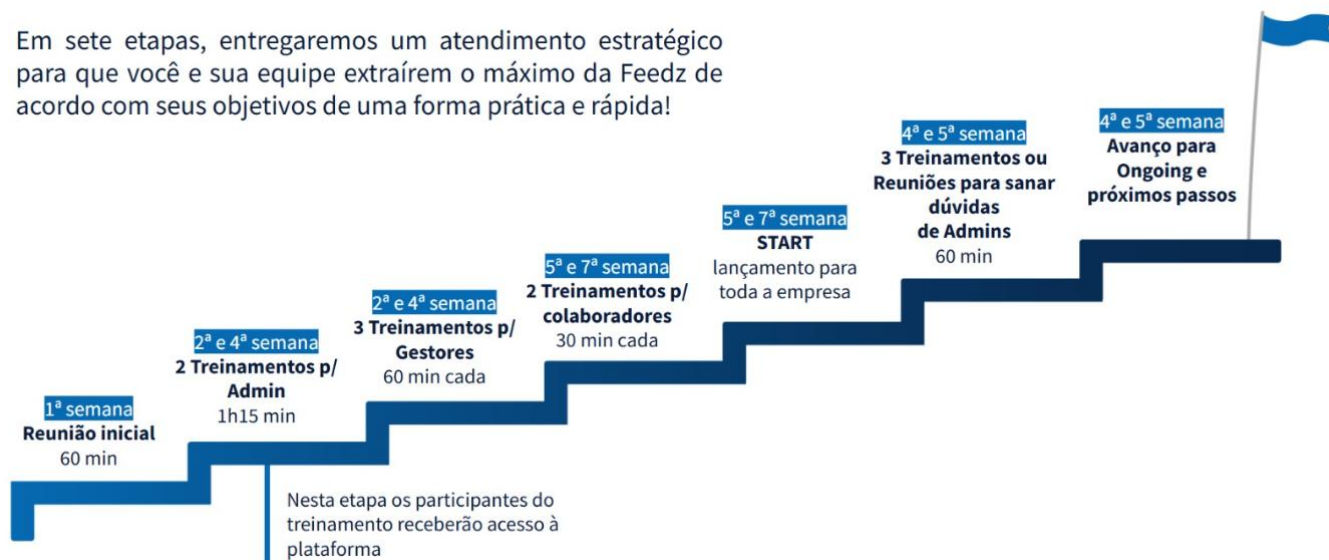 Em sete etapas, entregaremos um atendimento estratégico
para que você e sua equipe extraírem o máximo da Feedz de
acordo com seus objetivos de uma forma prática e rápida!
1ª semana
Reunião inicial
60 min
2ª e 4ª semana
2 Treinamentos p/
Admin
1h15 min
Nesta etapa os participantes do
treinamento receberão acesso à
plataforma
2ª e 4ª semana
3 Treinamentos p/
Gestores
60 min cada
5ª e 7ª semana
2 Treinamentos p/
colaboradores
30 min cada
5ª e 7ª semana
START
lançamento para
toda a empresa
4ª e 5ª semana
3 Treinamentos ou
Reuniões para sanar
dúvidas
de Admins
60 min
4ª e 5ª semana
Avanço para
Ongoing e
próximos passos